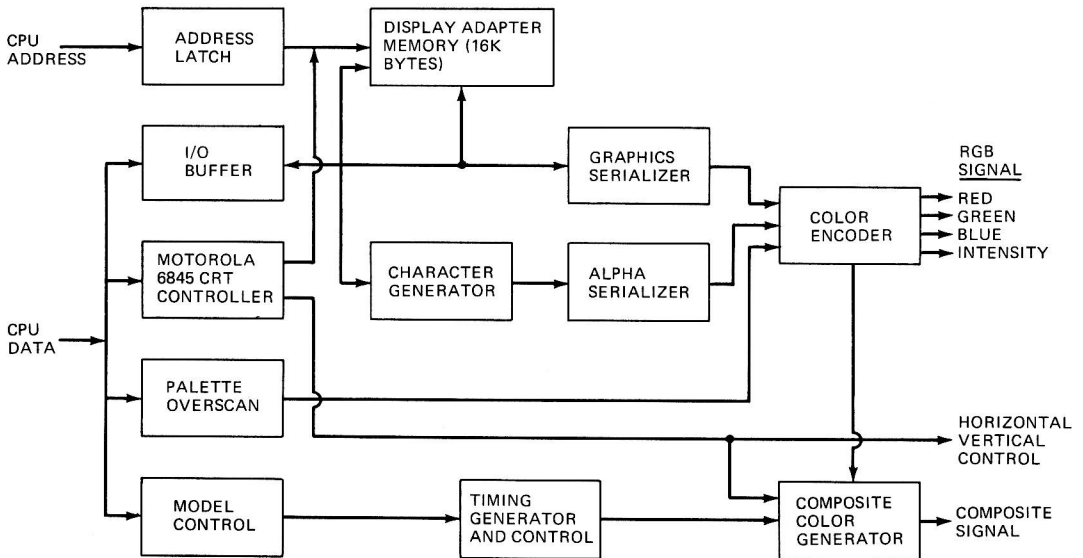 CPU
ADDRESS
ADDRESS
LATCH
DISPLAY ADAPTER
MEMORY (16K
BYTES)
I/O
BUFFER
GRAPHICS
SERIALIZER
RGB
SIGNAL
COLOR
ENCODER
RED
GREEN
BLUE
INTENSITY
MOTOROLA
6845 CRT
CONTROLLER
CHARACTER
GENERATOR
ALPHA
SERIALIZER
CPU
DATA
PALETTE
OVERSCAN
HORIZONTAL
VERTICAL
CONTROL
MODEL
CONTROL
TIMING
GENERATOR
AND CONTROL
COMPOSITE
COLOR
GENERATOR
COMPOSITE
SIGNAL